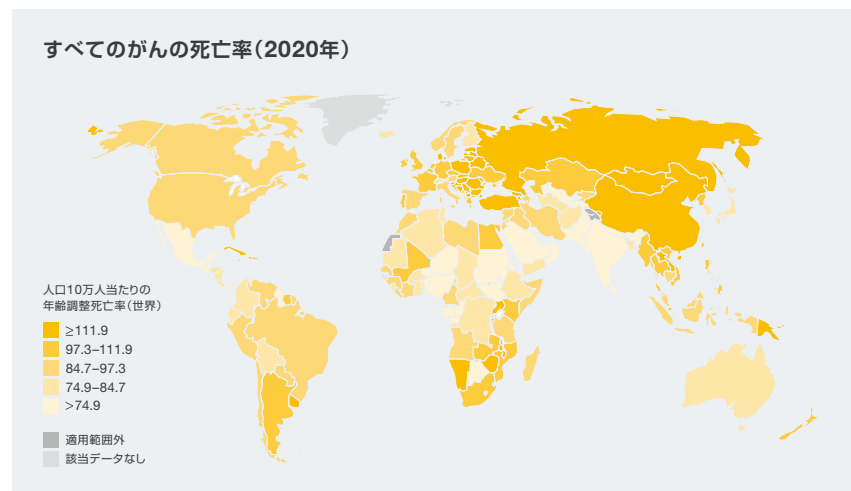 すべてのがんの死亡率（2020年）
人口10万人当たりの
年齢調整死亡率（世界）
≥111.9
97.3–111.9
84.7–97.3
74.9–84.7
>74.9
適用範囲外
該当データなし